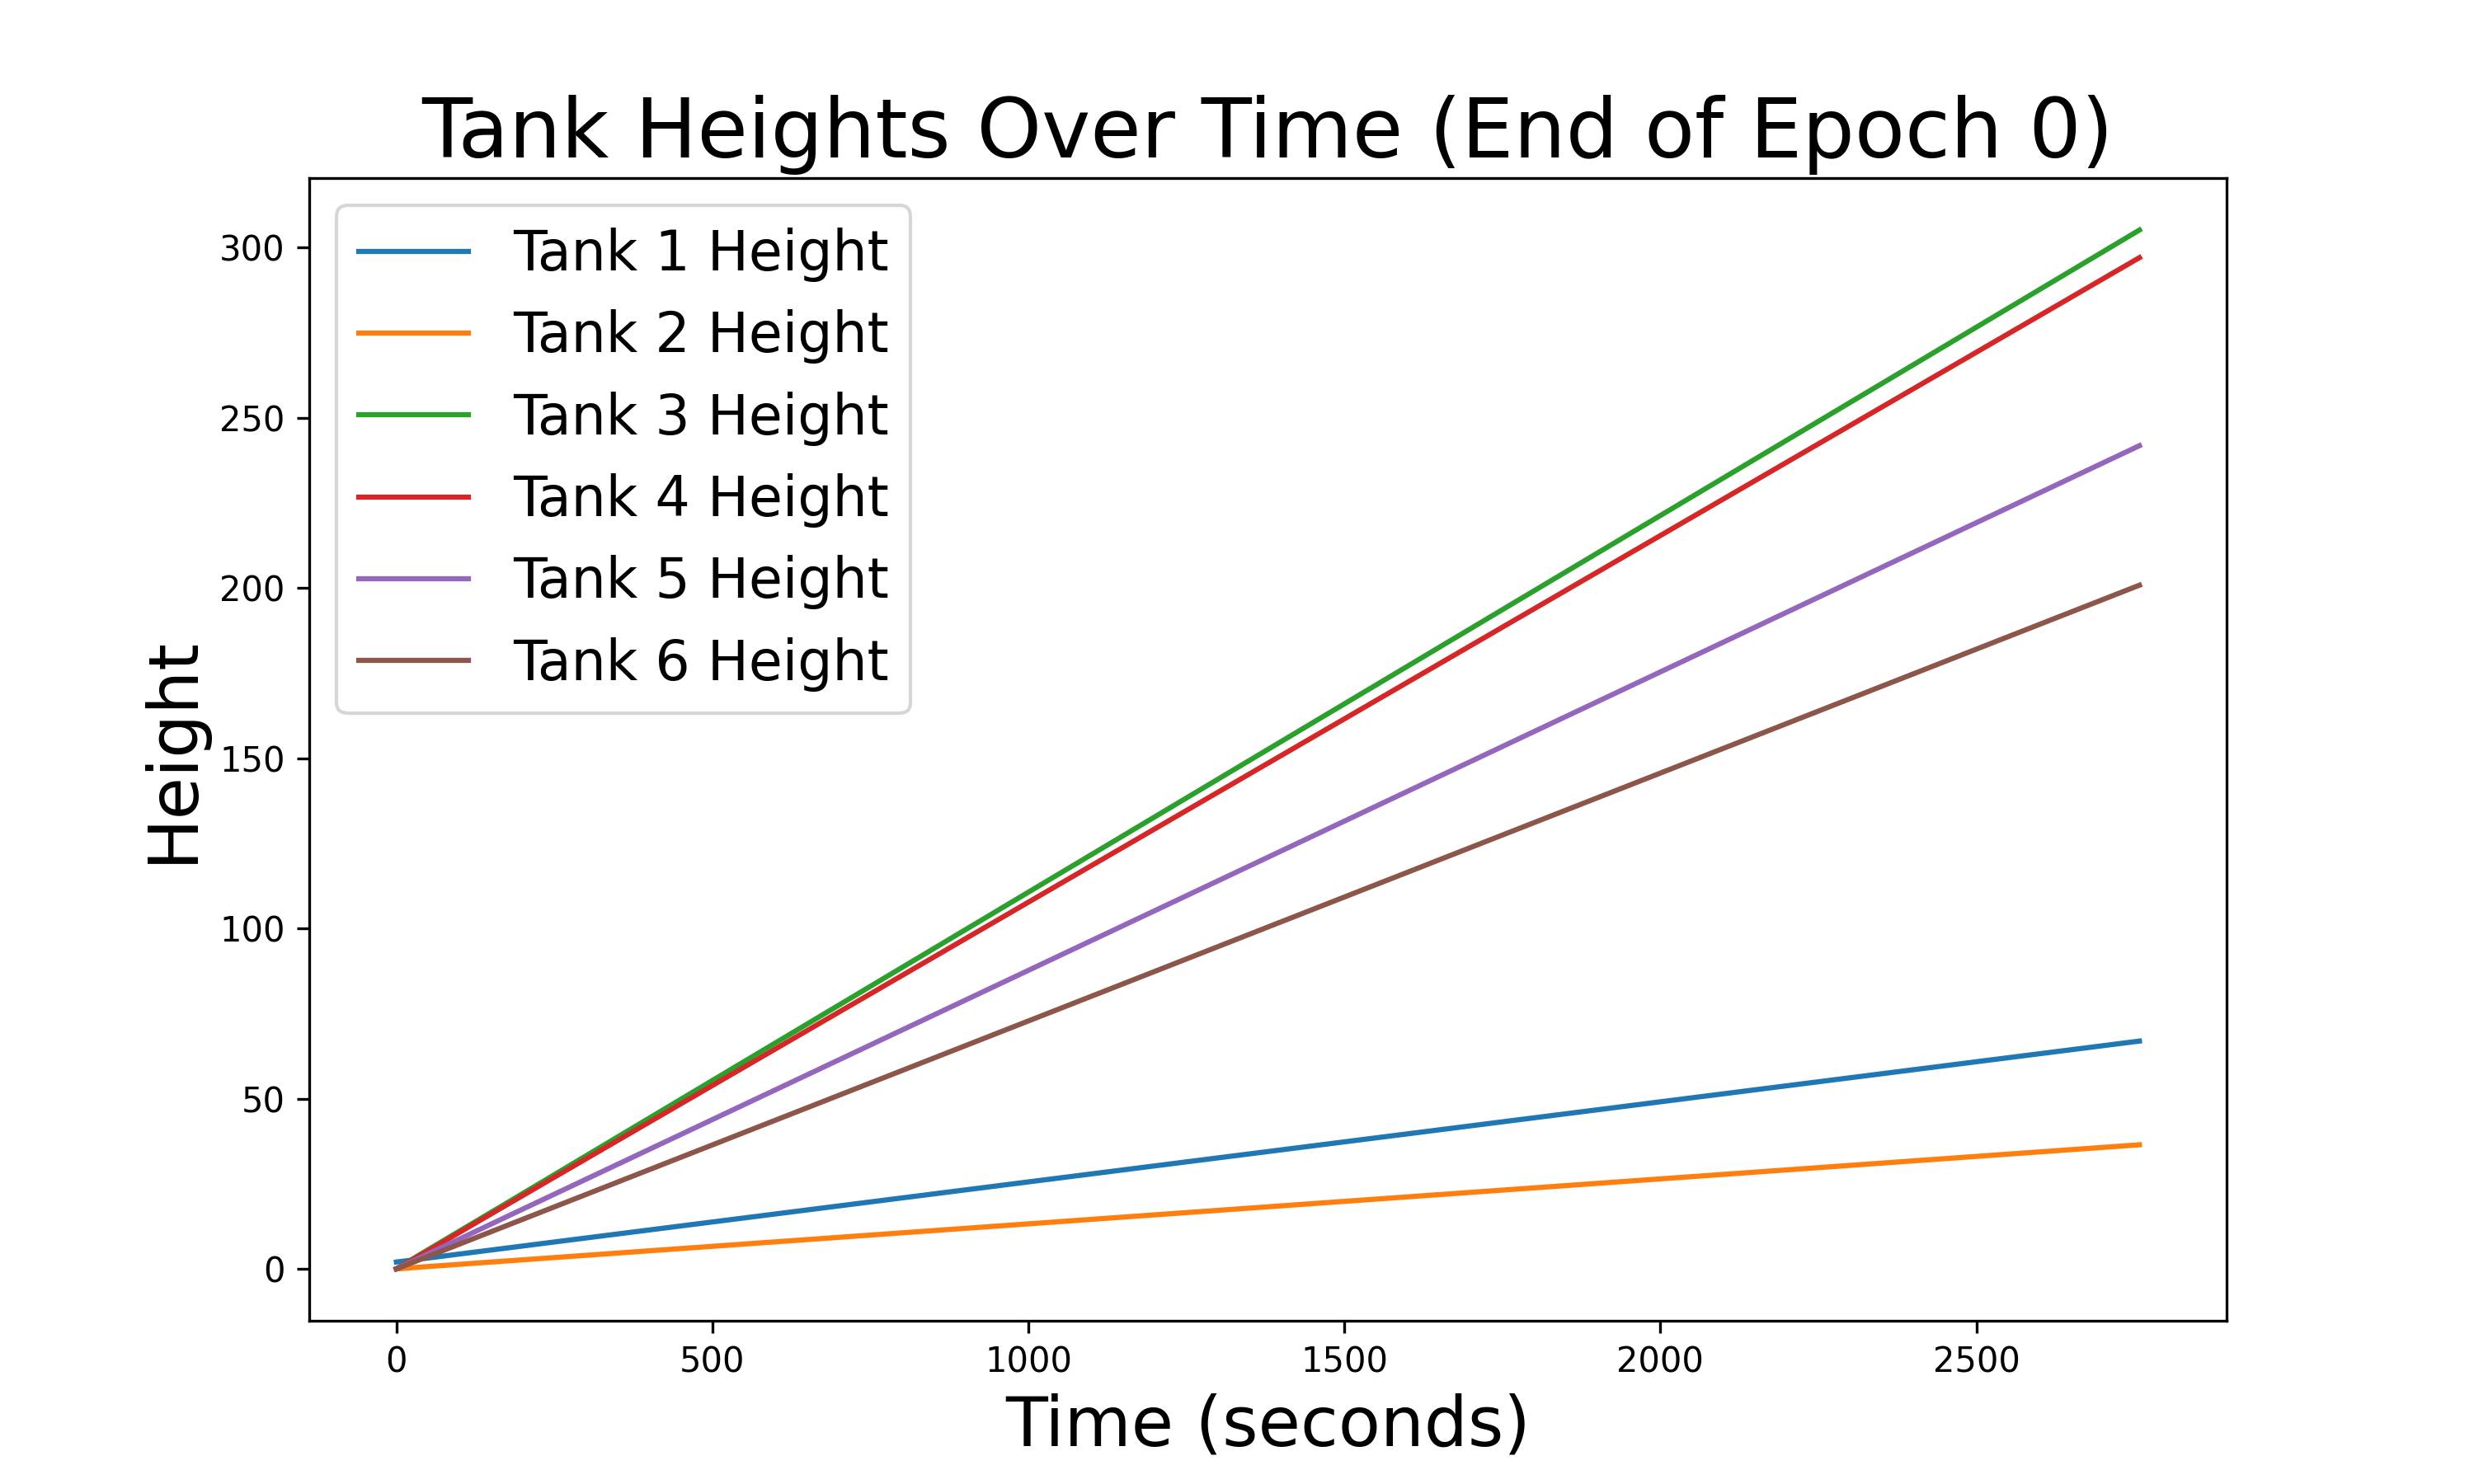 Tank Heights Over Time (End of Epoch 0)
Tank 1 Height
Tank 2 Height
Tank 3 Height
Tank 4 Height
Tank 5 Height
Tank 6 Height
Height
300
250
200
150
100
50
0
0 500 1000 1500 2000 2500
Time (seconds)